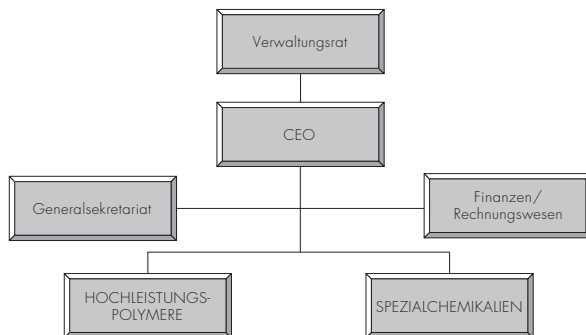 Verwaltungsrat
CEO
Generalsekretariat
Finanzen/
Rechnungswesen
HOCHLEISTUNGS-
POLYMERE
SPEZIALCHEMIKALIEN